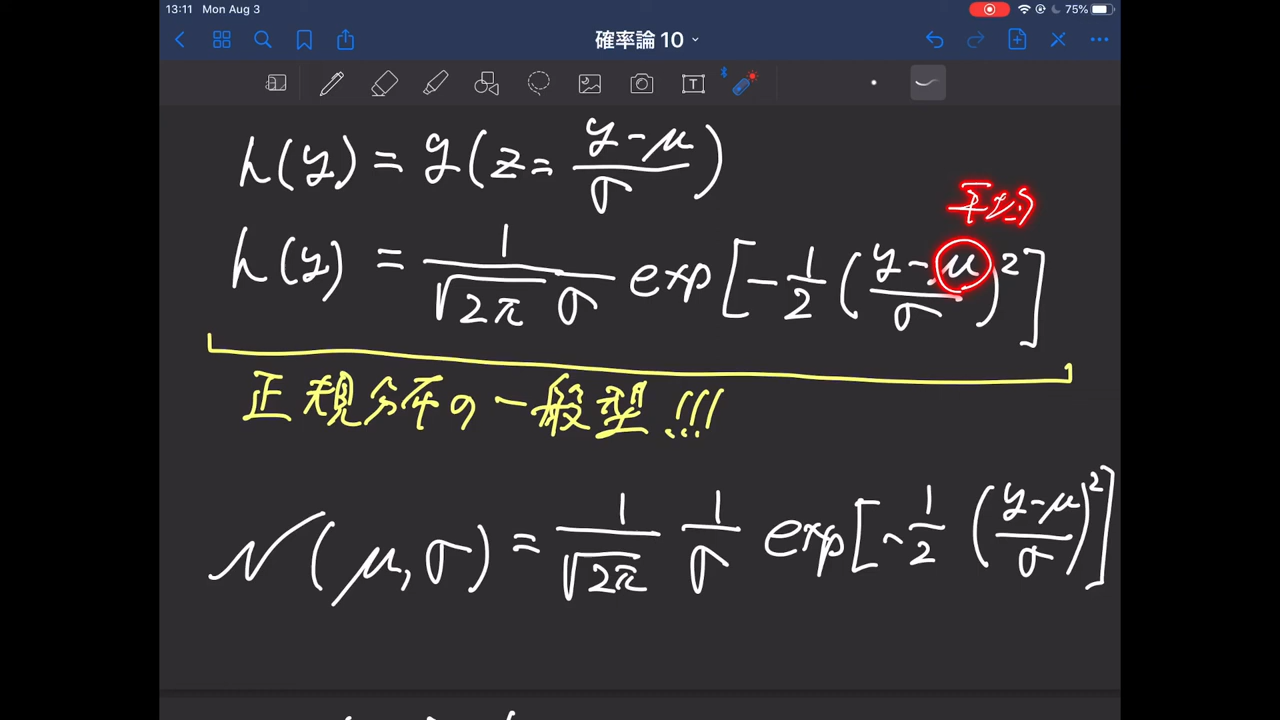 13:11 Mon Aug 3 75%
確率論 10
T
h(y) = g(z = (y-μ)/σ)
平均
h(y) = 1/(√2π σ) exp[-1/2 ((y-μ)/σ)²]
正規分布の一般型!!!
N(μ,σ) = 1/√2π 1/σ exp[-1/2 ((y-μ)/σ)²]